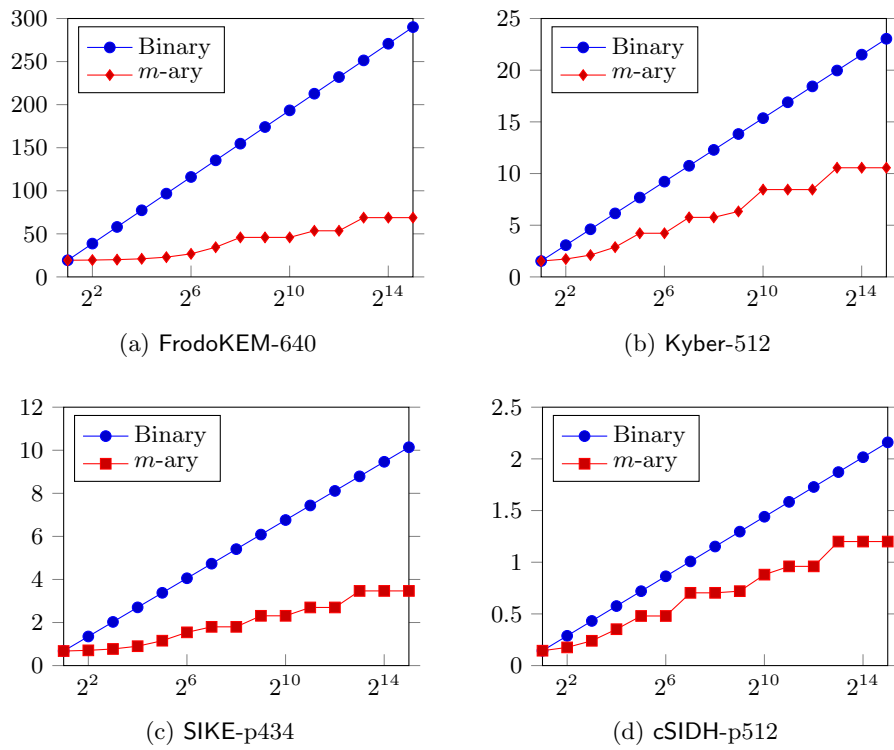 300
250
200
150
100
50
0
Binary
m-ary
2^2 2^6 2^10 2^14
(a) FrodoKEM-640
25
20
15
10
5
0
Binary
m-ary
2^2 2^6 2^10 2^14
(b) Kyber-512
12
10
8
6
4
2
0
Binary
m-ary
2^2 2^6 2^10 2^14
(c) SIKE-p434
2.5
2
1.5
1
0.5
0
Binary
m-ary
2^2 2^6 2^10 2^14
(d) cSIDH-p512